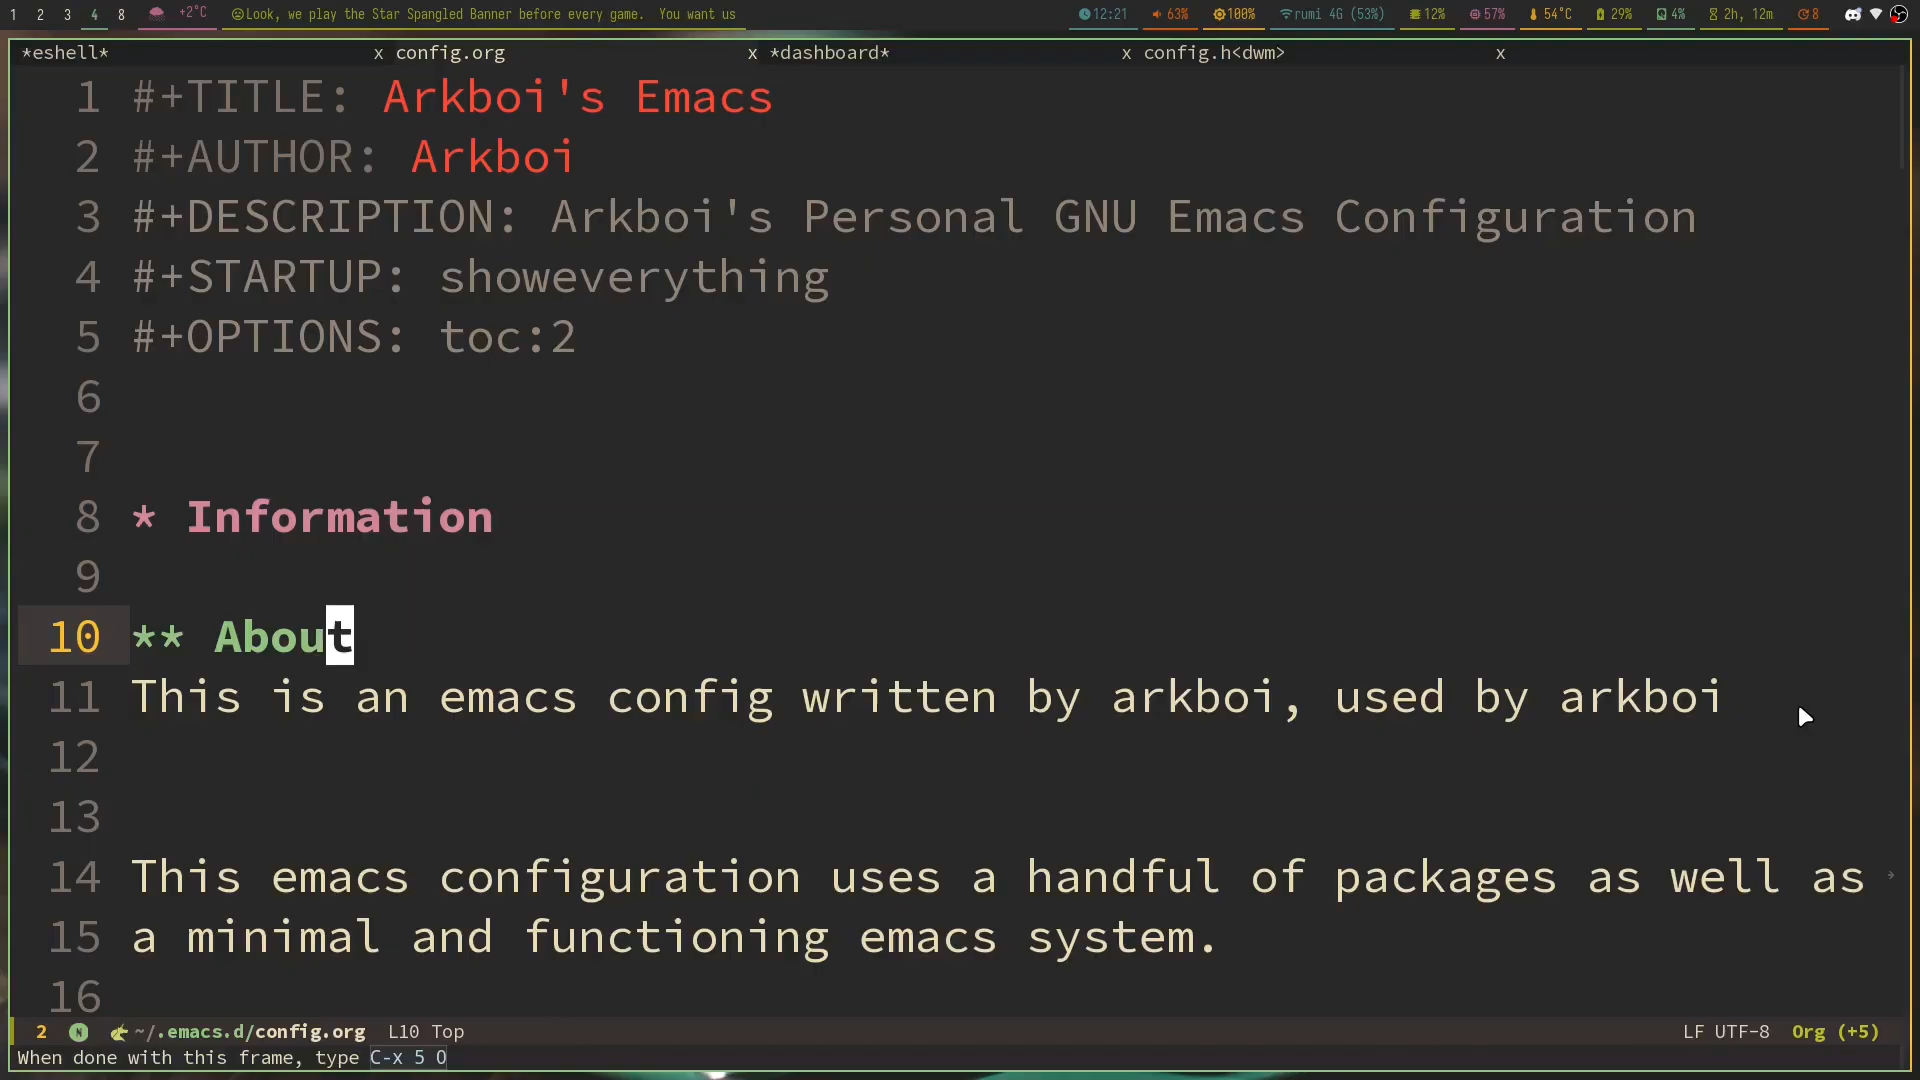 1 2 3 4 8 +2°C Look, we play the Star Spangled Banner before every game. You want us 12:21 63% 100% rumi 4G (53%) 12% 57% 54°C 29% 4% 2h, 12m 8
*eshell* x config.org x *dashboard* x config.h<dwm> x
1 #+TITLE: Arkboi's Emacs
2 #+AUTHOR: Arkboi
3 #+DESCRIPTION: Arkboi's Personal GNU Emacs Configuration
4 #+STARTUP: showeverything
5 #+OPTIONS: toc:2
6
7
8 * Information
9
10 ** About
11 This is an emacs config written by arkboi, used by arkboi
12
13
14 This emacs configuration uses a handful of packages as well as
15 a minimal and functioning emacs system.
16
2 N ~/.emacs.d/config.org L10 Top LF UTF-8 Org (+5)
When done with this frame, type C-x 5 0